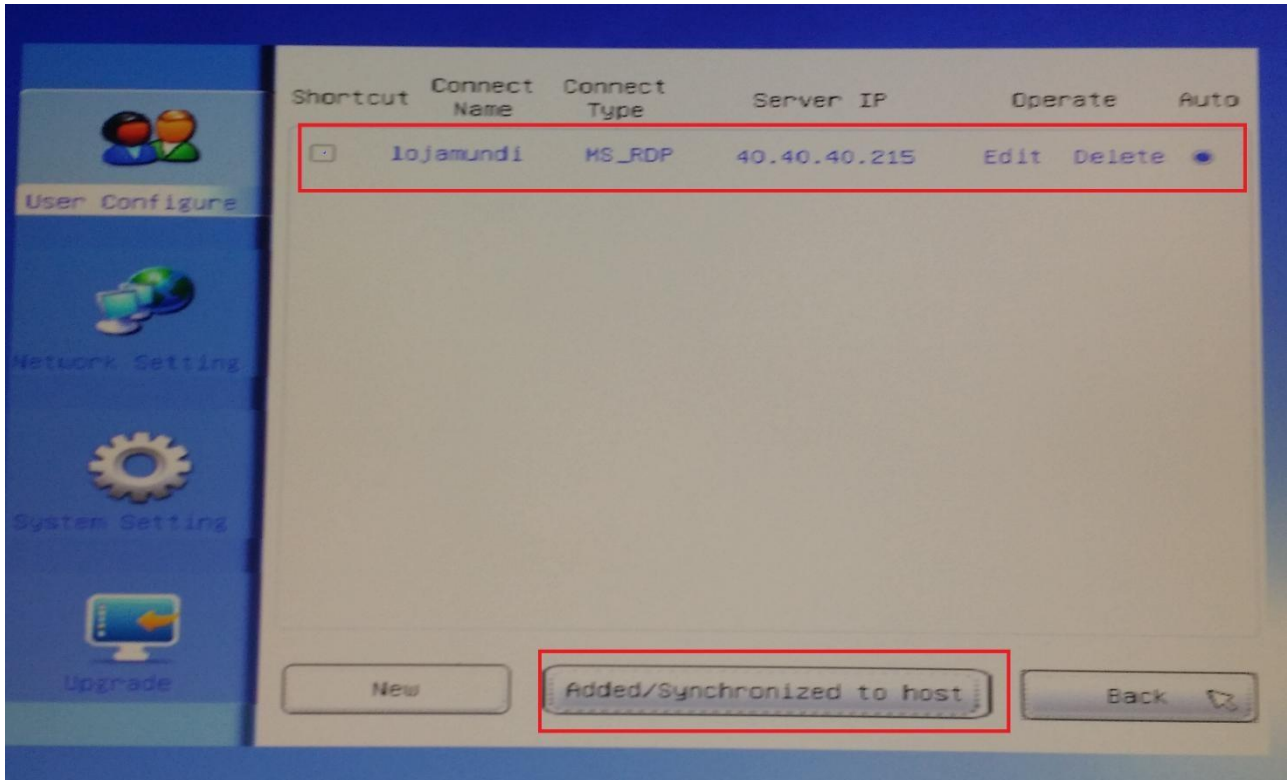 Shortcut Connect Name Connect Type Server IP Operate Auto
lojamundi MS_RDP 40.40.40.215 Edit Delete
User Configure
Network Setting
System Setting
Upgrade
New Added/Synchronized to host Back